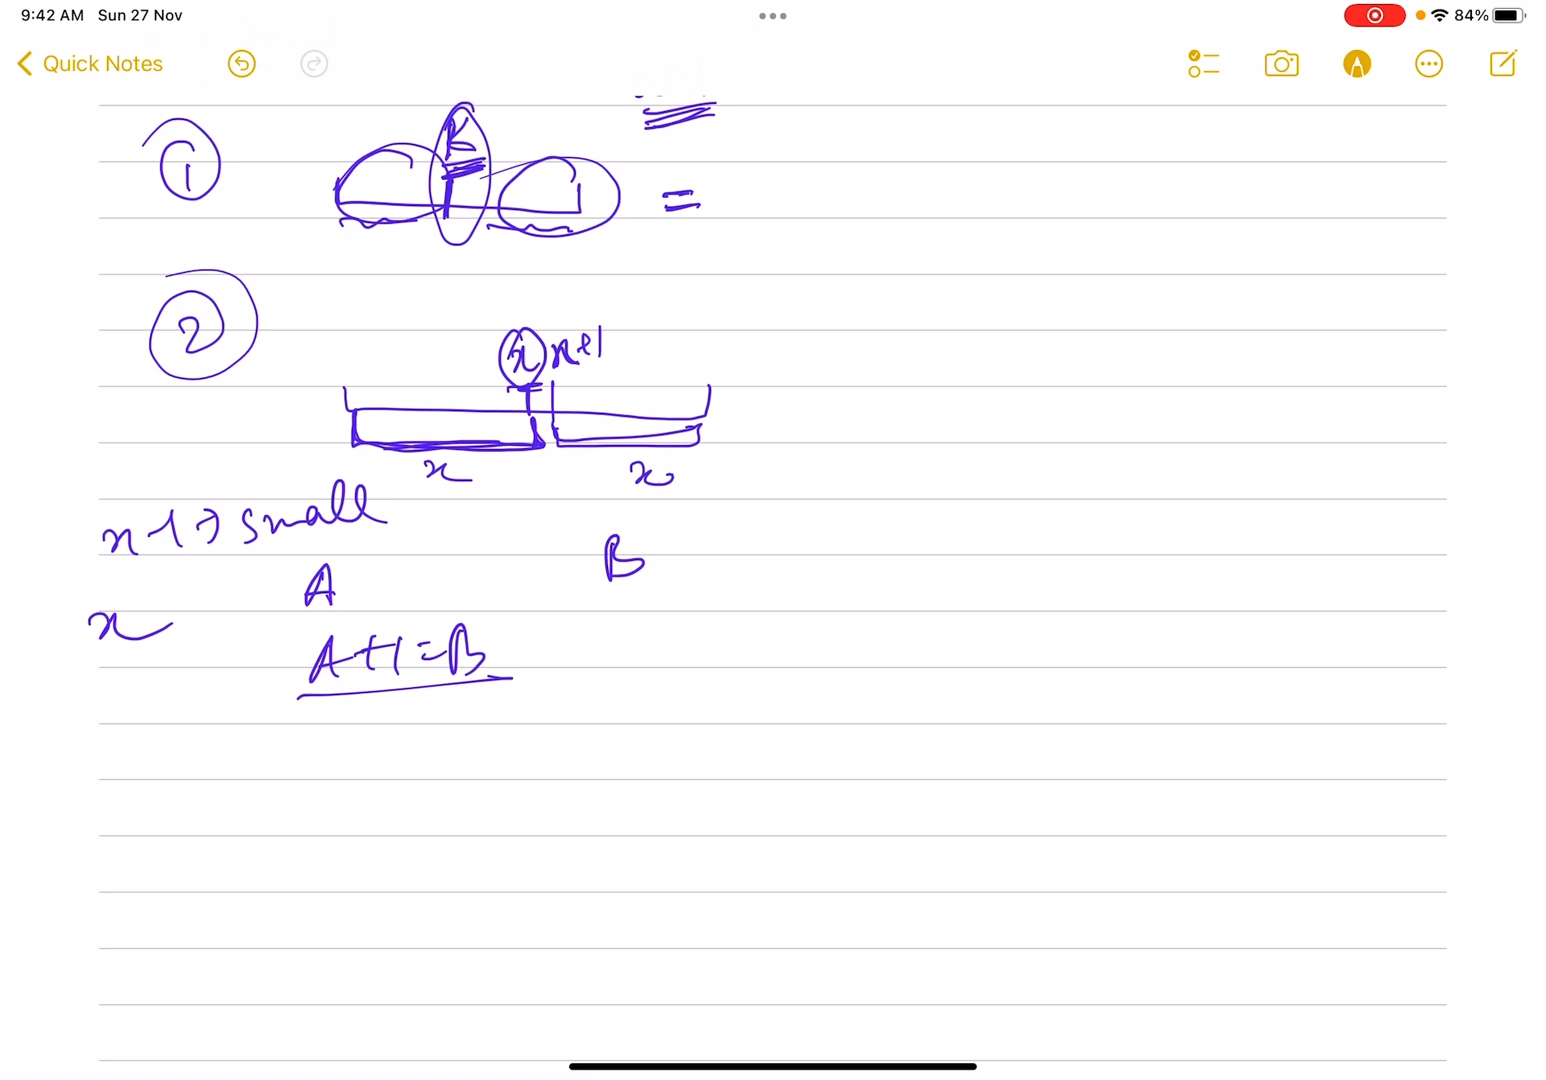 9:42 AM Sun 27 Nov
84%
Quick Notes
1
K
=
2
x x+1
x x
x-1 → small
A B
x
A+1=B